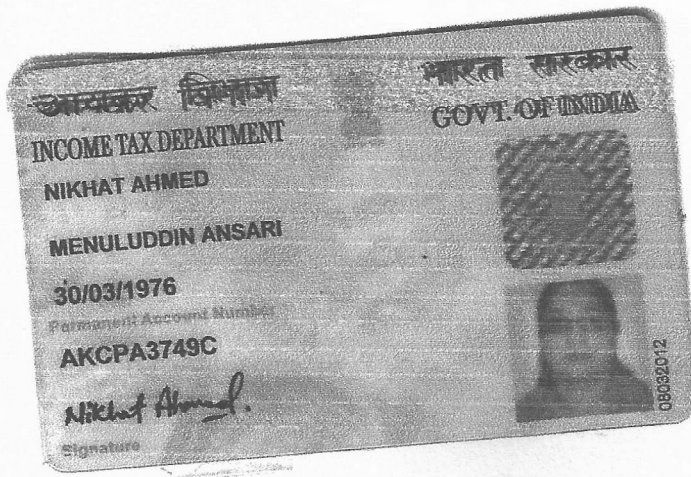 आयकर विभाग
भारत सरकार
INCOME TAX DEPARTMENT
GOVT. OF INDIA
NIKHAT AHMED
MENULUDDIN ANSARI
30/03/1976
Permanent Account Number
AKCPA3749C
Nikhat Ahmed.
Signature
08032012